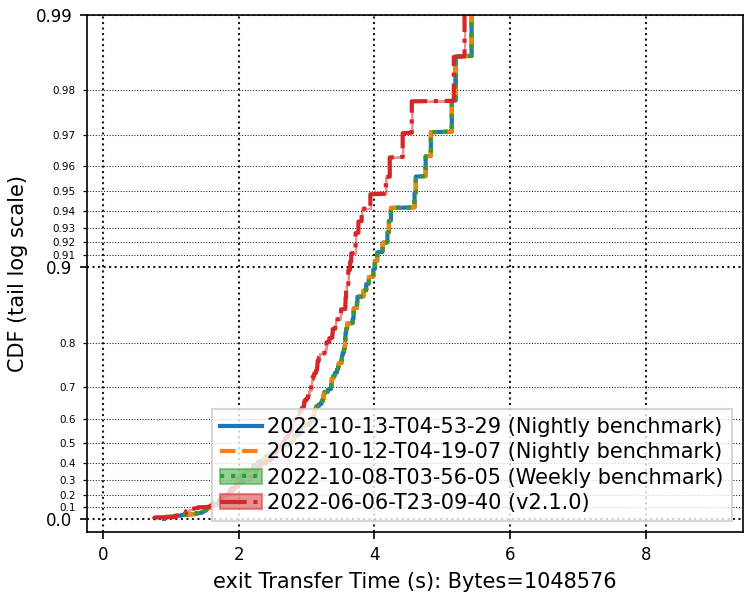 CDF (tail log scale)
0.99
0.98
0.97
0.96
0.95
0.94
0.93
0.92
0.91
0.9
0.8
0.7
0.6
0.5
0.4
0.3
0.2
0.1
0.0
2022-10-13-T04-53-29 (Nightly benchmark)
2022-10-12-T04-19-07 (Nightly benchmark)
2022-10-08-T03-56-05 (Weekly benchmark)
2022-06-06-T23-09-40 (v2.1.0)
0 2 4 6 8
exit Transfer Time (s): Bytes=1048576